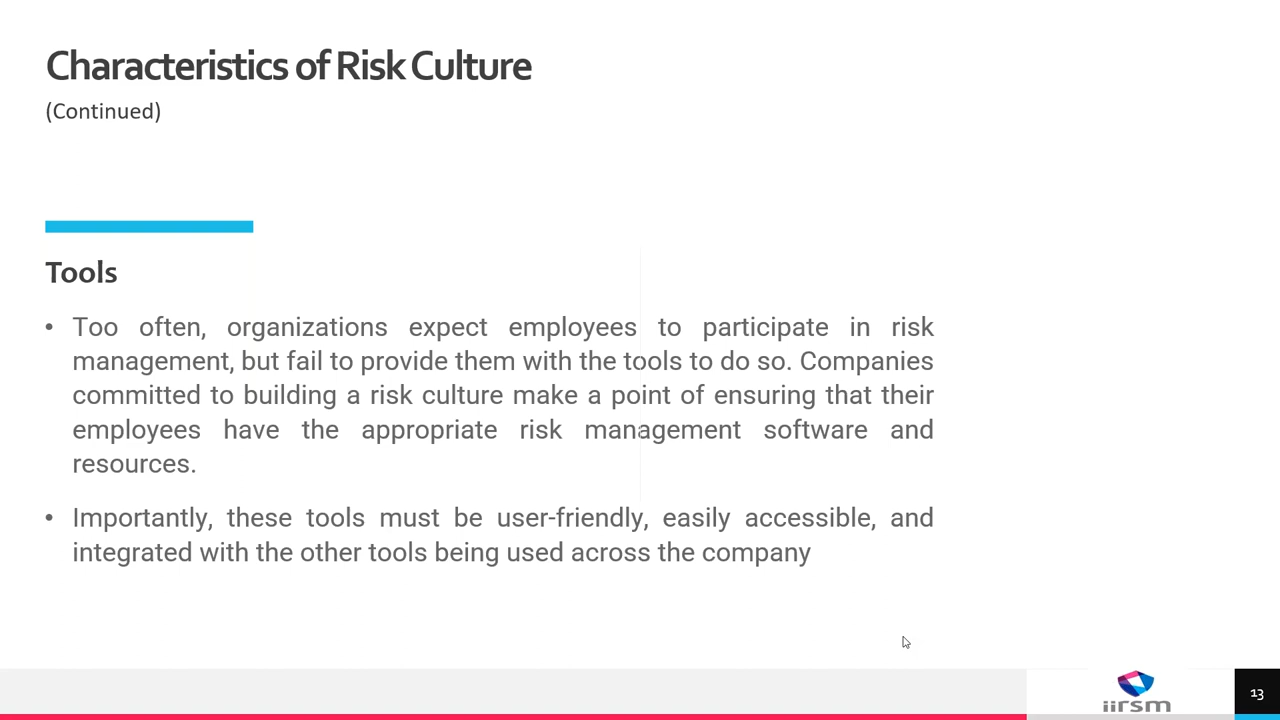 Characteristics of Risk Culture
(Continued)
Tools
• Too often, organizations expect employees to participate in risk
management, but fail to provide them with the tools to do so. Companies
committed to building a risk culture make a point of ensuring that their
employees have the appropriate risk management software and
resources.
• Importantly, these tools must be user-friendly, easily accessible, and
integrated with the other tools being used across the company
iirsm
13